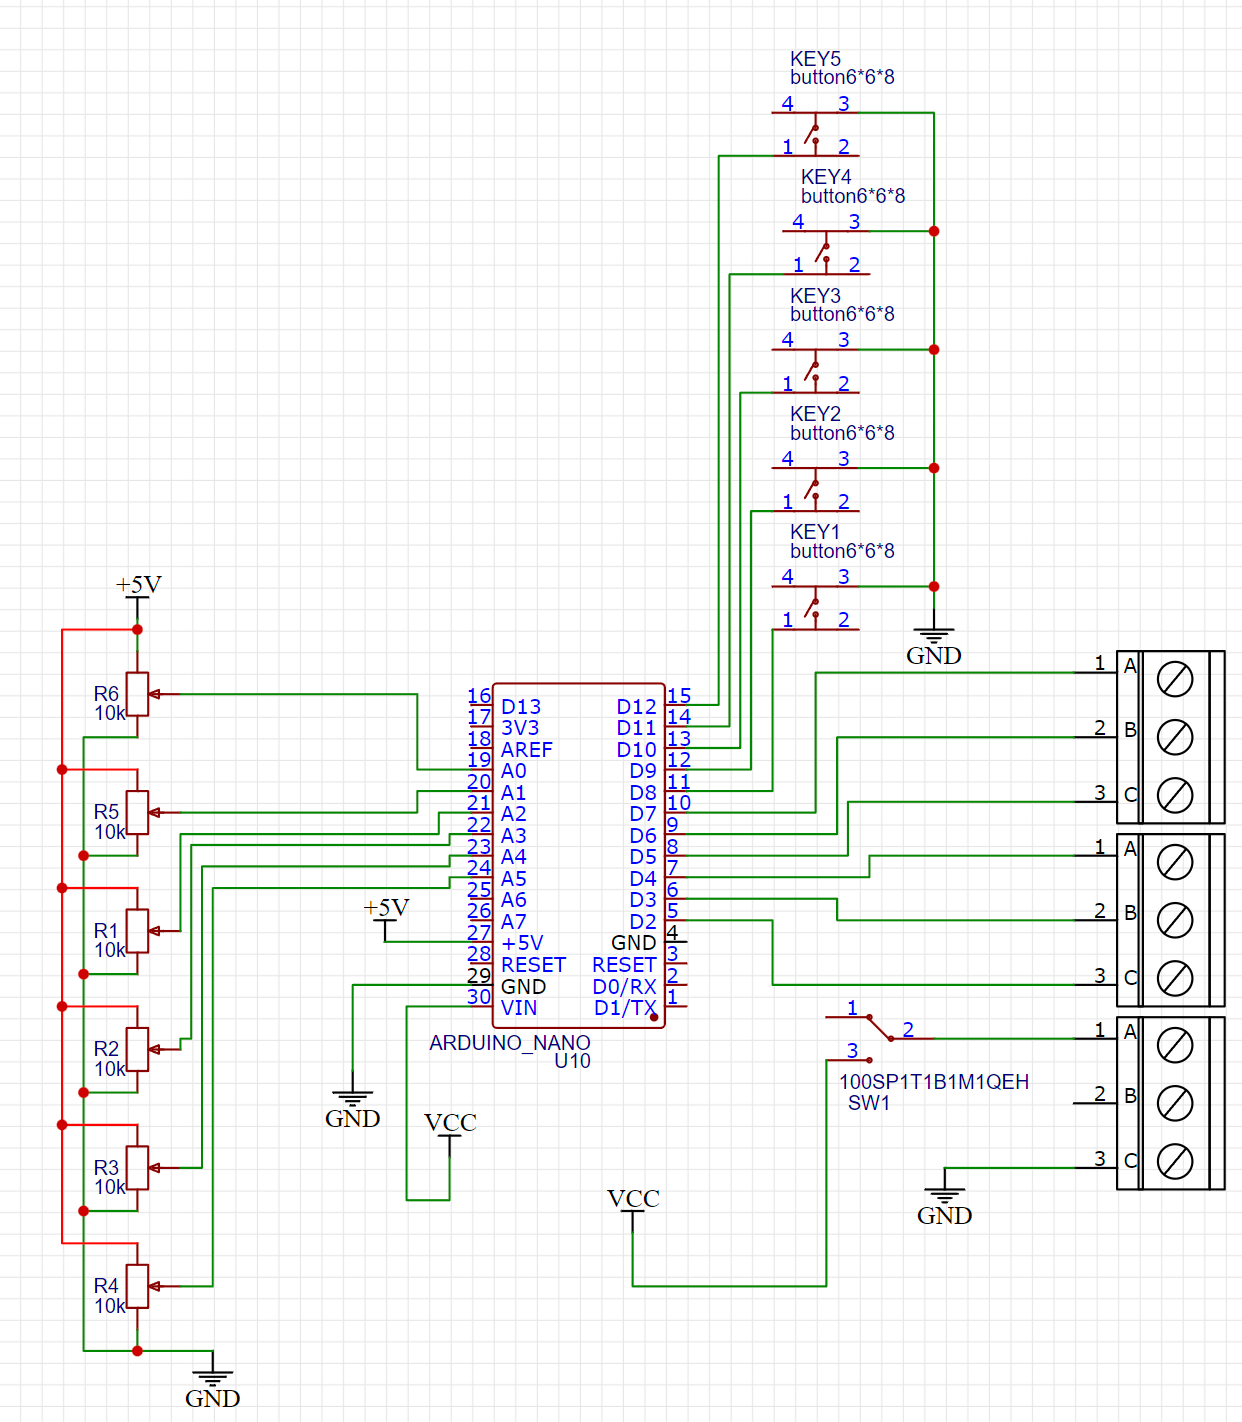 KEY5
button6*6*8
4 3
1 2
KEY4
button6*6*8
4 3
1 2
KEY3
button6*6*8
4 3
1 2
KEY2
button6*6*8
4 3
1 2
KEY1
button6*6*8
4 3
1 2
GND
+5V
R6
10k
R5
10k
R1
10k
R2
10k
R3
10k
R4
10k
GND
16 D13
17 3V3
18 AREF
19 A0
20 A1
21 A2
22 A3
23 A4
24 A5
25 A6
26 A7
27 +5V
28 RESET
29 GND
30 VIN
D12 15
D11 14
D10 13
D9 12
D8 11
D7 10
D6 9
D5 8
D4 7
D3 6
D2 5
GND 4
RESET 3
D0/RX 2
D1/TX 1
ARDUINO_NANO
U10
+5V
GND
VCC
VCC
1 A
2 B
3 C
1 A
2 B
3 C
1 A
2 B
3 C
1
2
3
100SP1T1B1M1QEH
SW1
GND